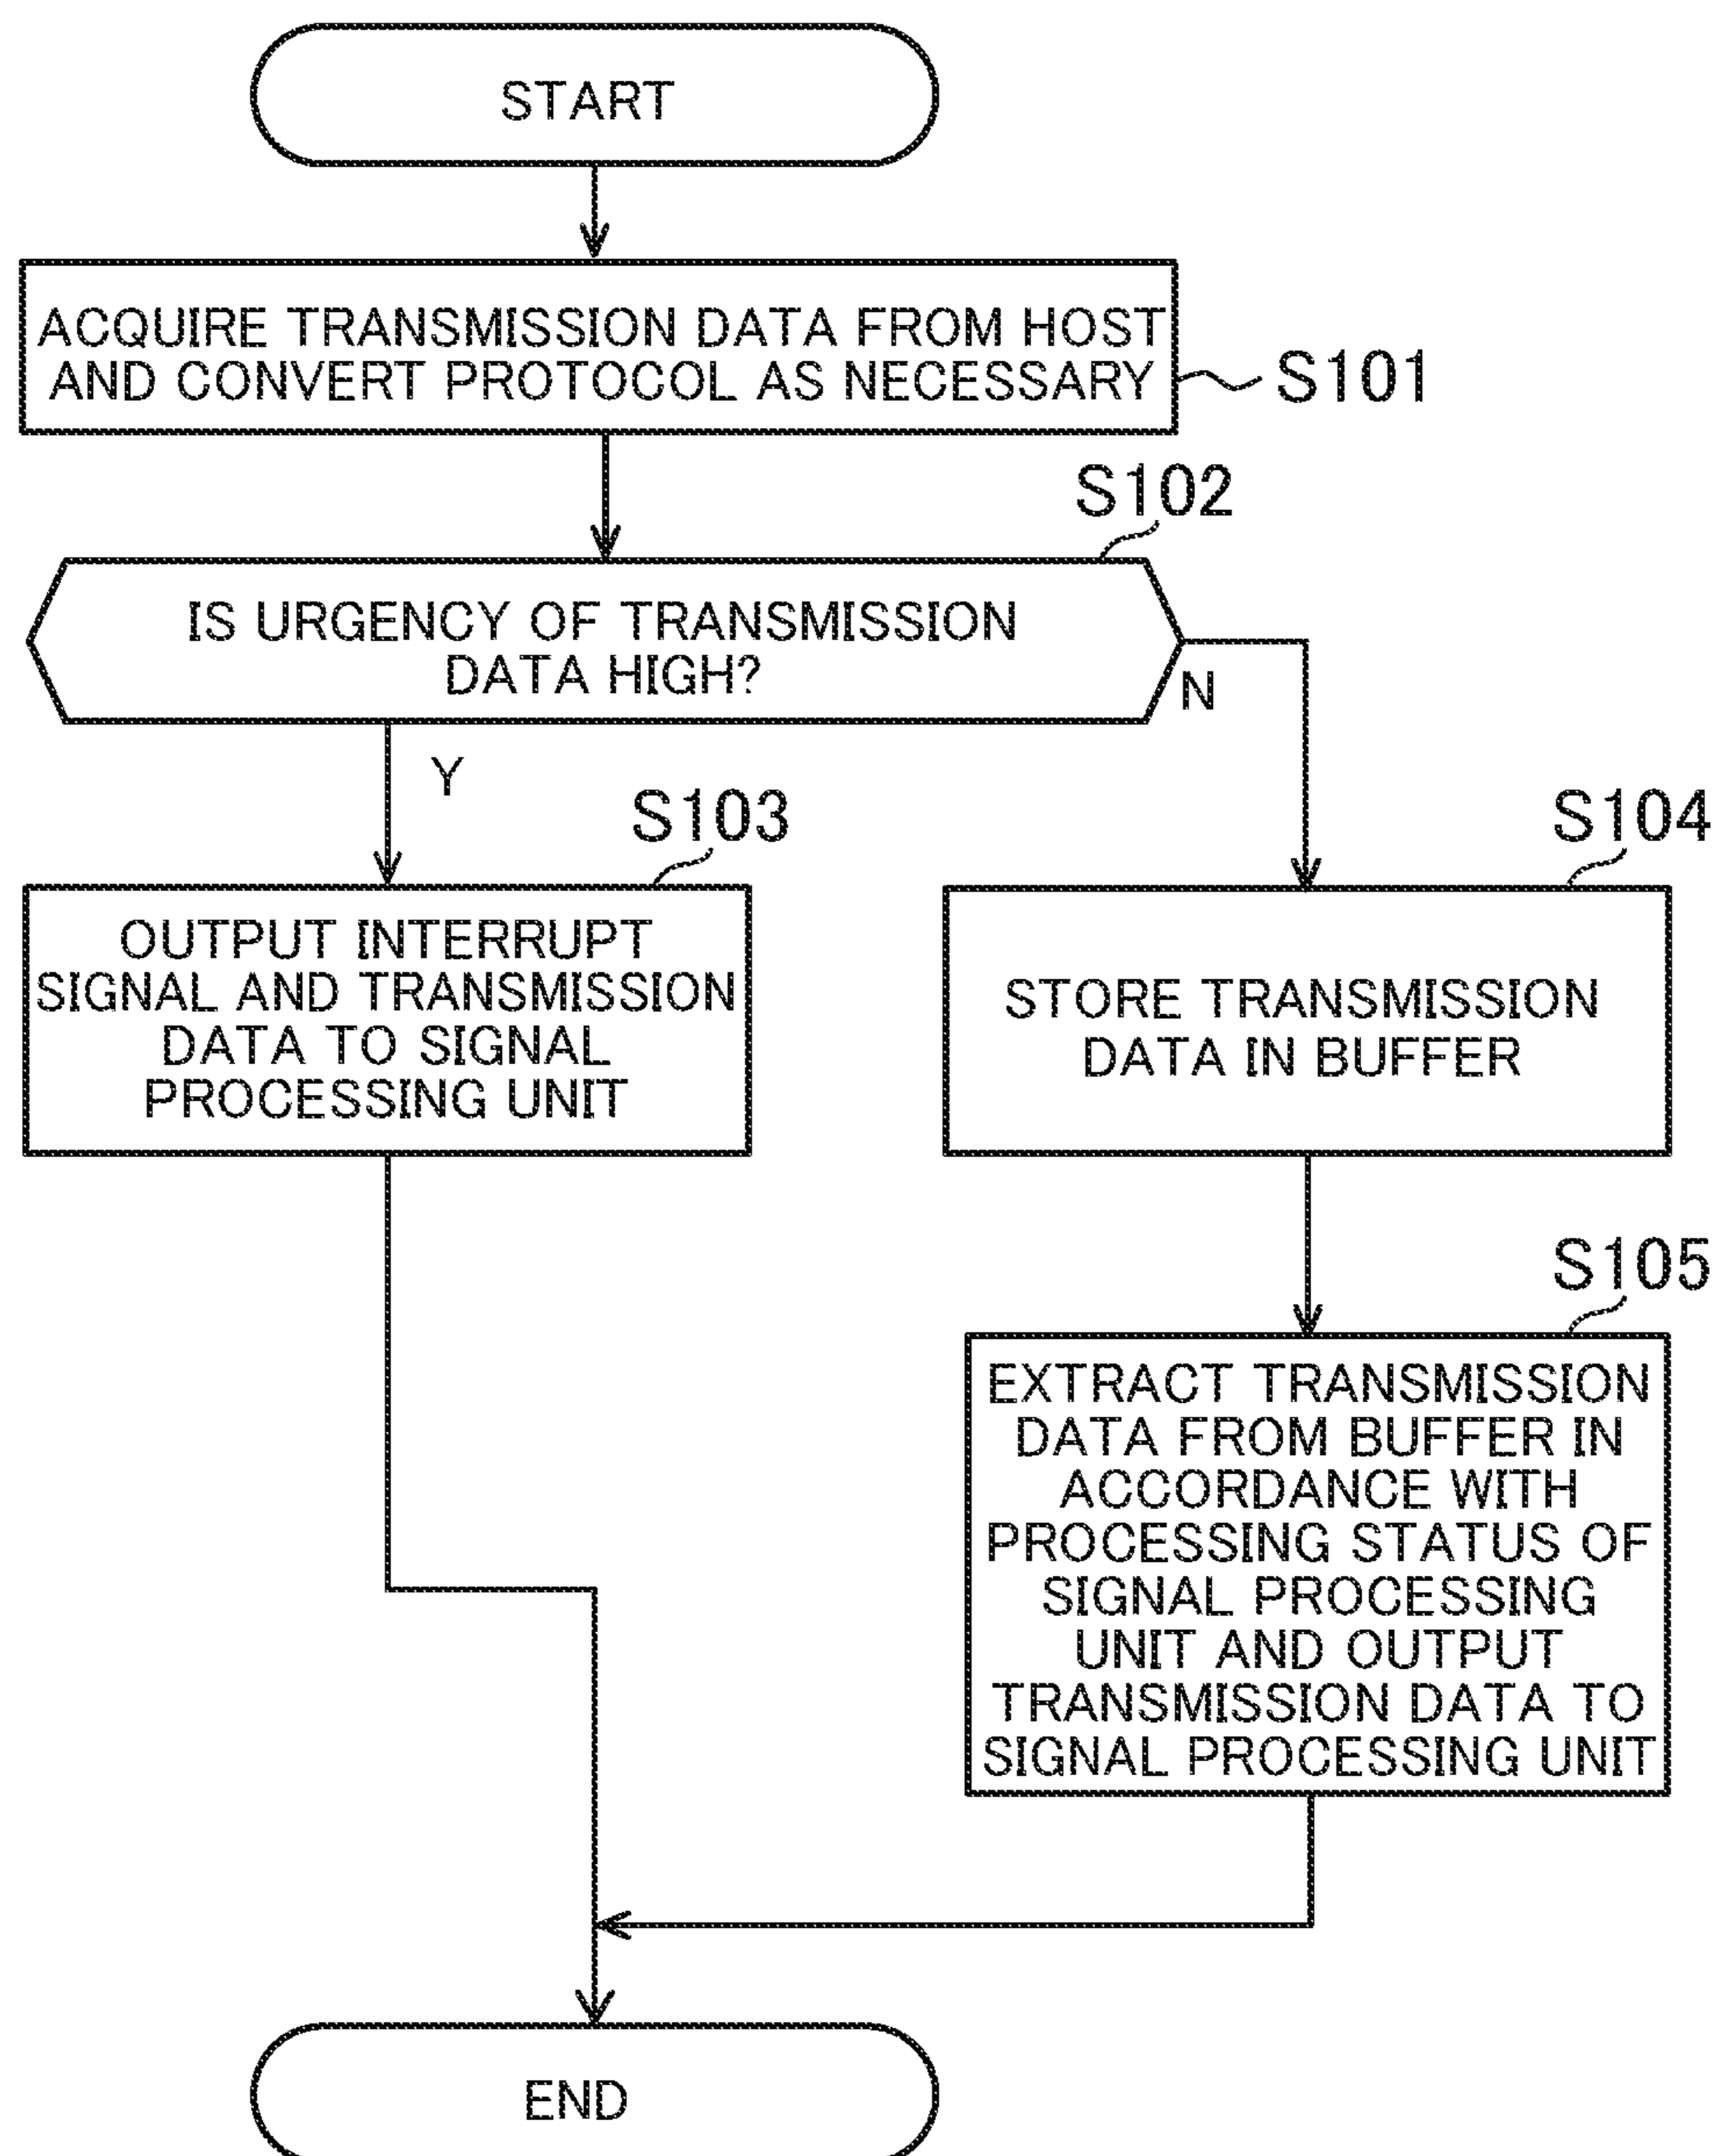 START
ACQUIRE TRANSMISSION DATA FROM HOST
AND CONVERT PROTOCOL AS NECESSARY
S101
S102
IS URGENCY OF TRANSMISSION
DATA HIGH?
N
Y
S103
OUTPUT INTERRUPT
SIGNAL AND TRANSMISSION
DATA TO SIGNAL
PROCESSING UNIT
S104
STORE TRANSMISSION
DATA IN BUFFER
S105
EXTRACT TRANSMISSION
DATA FROM BUFFER IN
ACCORDANCE WITH
PROCESSING STATUS OF
SIGNAL PROCESSING
UNIT AND OUTPUT
TRANSMISSION DATA TO
SIGNAL PROCESSING UNIT
END